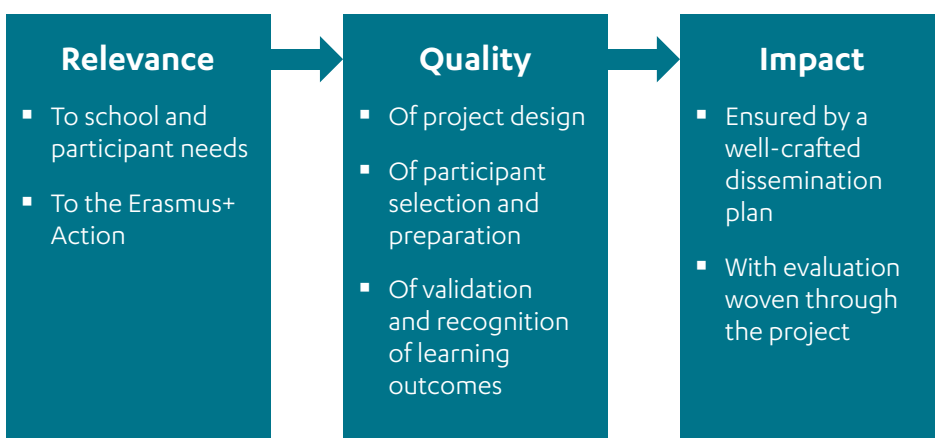 Relevance
▪ To school and
participant needs
▪ To the Erasmus+
Action
Quality
▪ Of project design
▪ Of participant
selection and
preparation
▪ Of validation
and recognition
of learning
outcomes
Impact
▪ Ensured by a
well-crafted
dissemination
plan
▪ With evaluation
woven through
the project